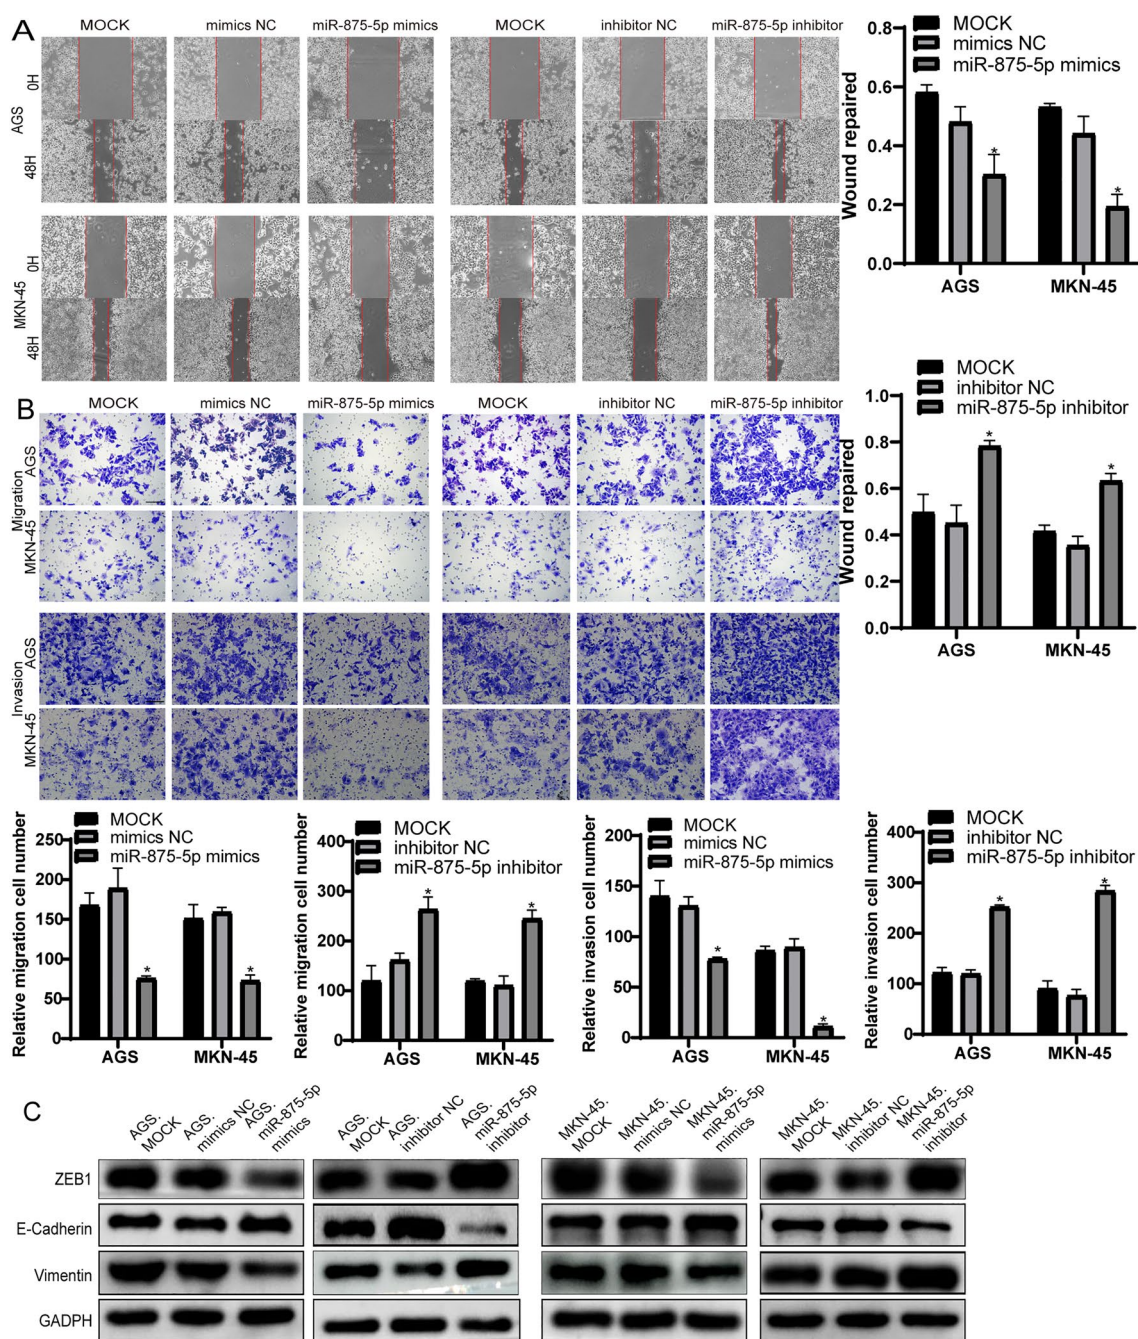 A
MOCK mimics NC miR-875-5p mimics MOCK inhibitor NC miR-875-5p inhibitor
AGS
0H
48H
MKN-45
0H
48H
MOCK
mimics NC
miR-875-5p mimics
Wound repaired
0.8
0.6
0.4
0.2
0.0
* *
AGS MKN-45
MOCK
inhibitor NC
miR-875-5p inhibitor
Wound repaired
1.0
0.8
0.6
0.4
0.2
0.0
* *
AGS MKN-45
B
MOCK mimics NC miR-875-5p mimics MOCK inhibitor NC miR-875-5p inhibitor
Migration
AGS
MKN-45
Invasion
AGS
MKN-45
MOCK
mimics NC
miR-875-5p mimics
Relative migration cell number
250
200
150
100
50
0
* *
AGS MKN-45
MOCK
inhibitor NC
miR-875-5p inhibitor
Relative migration cell number
400
300
200
100
0
* *
AGS MKN-45
MOCK
mimics NC
miR-875-5p mimics
Relative invasion cell number
200
150
100
50
0
* *
AGS MKN-45
MOCK
inhibitor NC
miR-875-5p inhibitor
Relative invasion cell number
400
300
200
100
0
* *
AGS MKN-45
C
AGS.
MOCK
AGS.
mimics NC
AGS.
miR-875-5p
mimics
AGS.
MOCK
AGS.
inhibitor NC
AGS.
miR-875-5p
inhibitor
MKN-45.
MOCK
MKN-45.
mimics NC
MKN-45.
miR-875-5p
mimics
MKN-45.
MOCK
MKN-45.
inhibitor NC
MKN-45.
miR-875-5p
inhibitor
ZEB1
E-Cadherin
Vimentin
GADPH